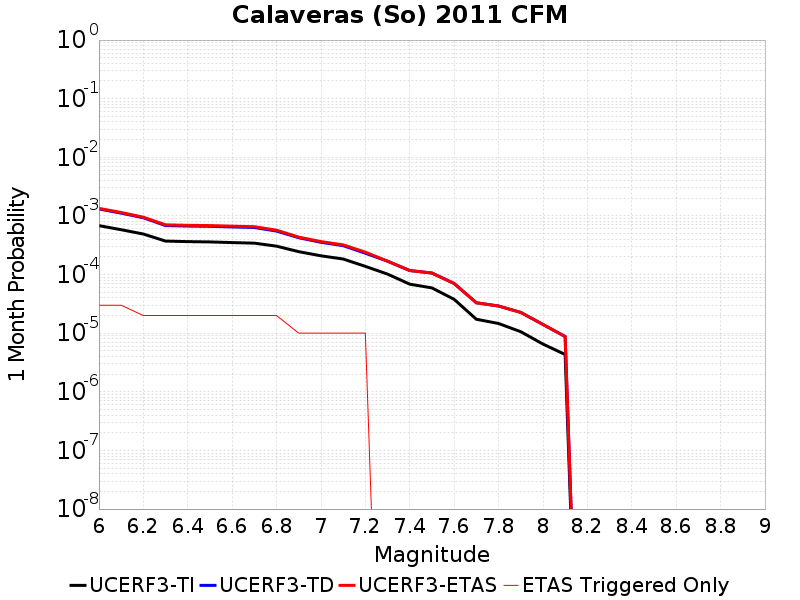 Calaveras (So) 2011 CFM
1 Month Probability
10^0
10^-1
10^-2
10^-3
10^-4
10^-5
10^-6
10^-7
10^-8
6 6.2 6.4 6.6 6.8 7 7.2 7.4 7.6 7.8 8 8.2 8.4 8.6 8.8 9
Magnitude
UCERF3-TI UCERF3-TD UCERF3-ETAS ETAS Triggered Only